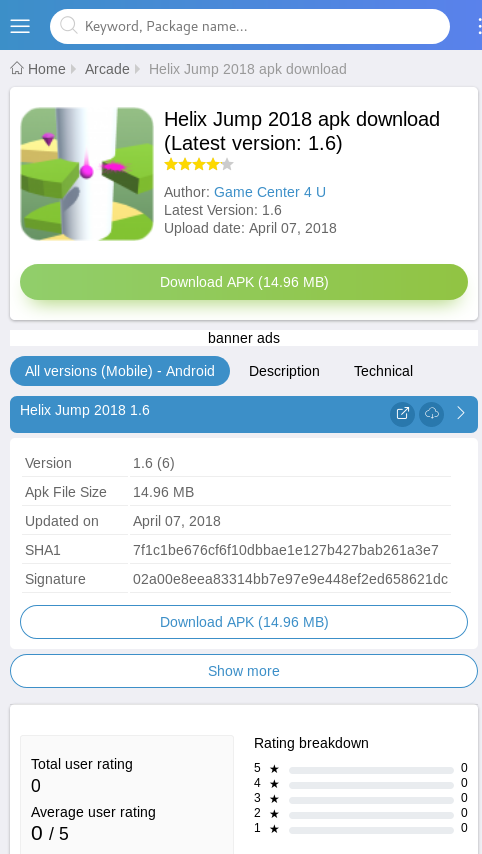 Keyword, Package name...
Home Arcade Helix Jump 2018 apk download
Helix Jump 2018 apk download
(Latest version: 1.6)
Author: Game Center 4 U
Latest Version: 1.6
Upload date: April 07, 2018
Download APK (14.96 MB)
banner ads
All versions (Mobile) - Android Description Technical
Helix Jump 2018 1.6
Version 1.6 (6)
Apk File Size 14.96 MB
Updated on April 07, 2018
SHA1 7f1c1be676cf6f10dbbae1e127b427bab261a3e7
Signature 02a00e8eea83314bb7e97e9e448ef2ed658621dc
Download APK (14.96 MB)
Show more
Total user rating
0
Average user rating
0 / 5
Rating breakdown
5 ★ 0
4 ★ 0
3 ★ 0
2 ★ 0
1 ★ 0